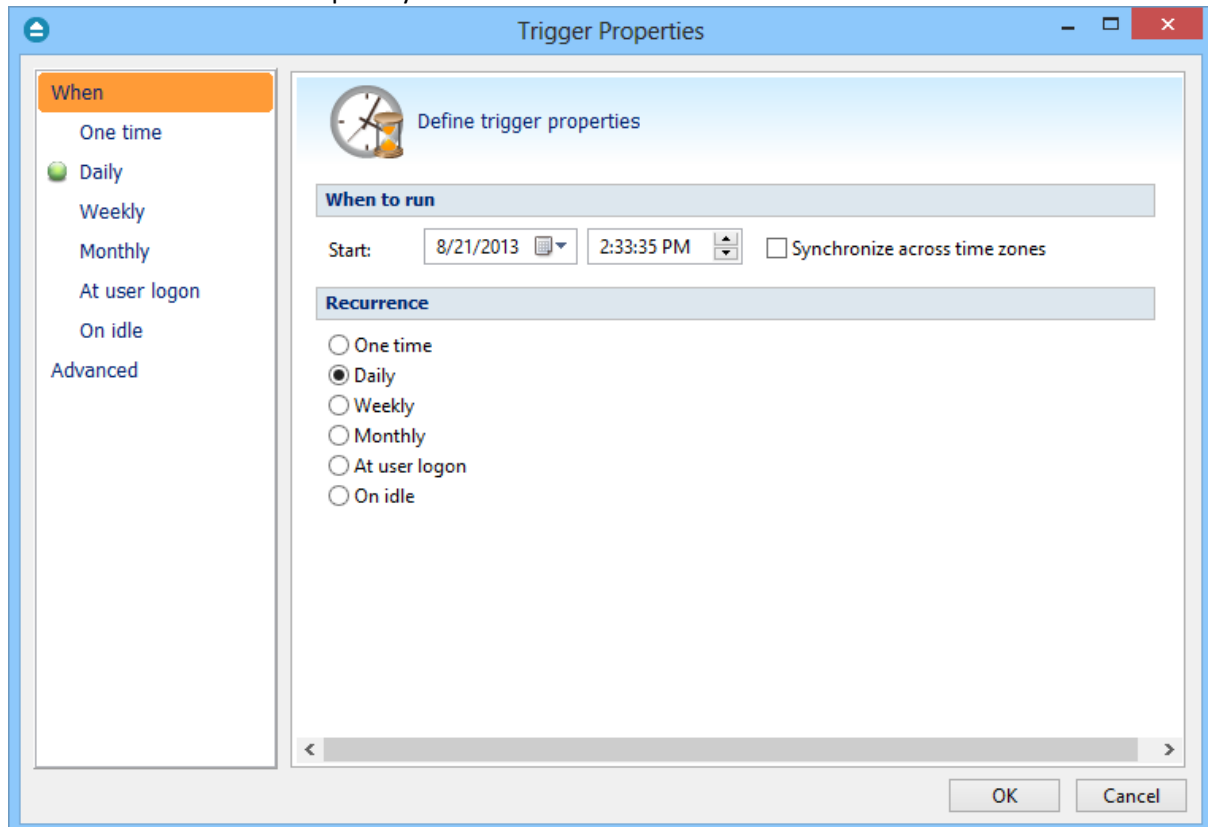 Trigger Properties
When
One time
Daily
Weekly
Monthly
At user logon
On idle
Advanced
Define trigger properties
When to run
Start: 8/21/2013 2:33:35 PM Synchronize across time zones
Recurrence
One time
Daily
Weekly
Monthly
At user logon
On idle
OK Cancel